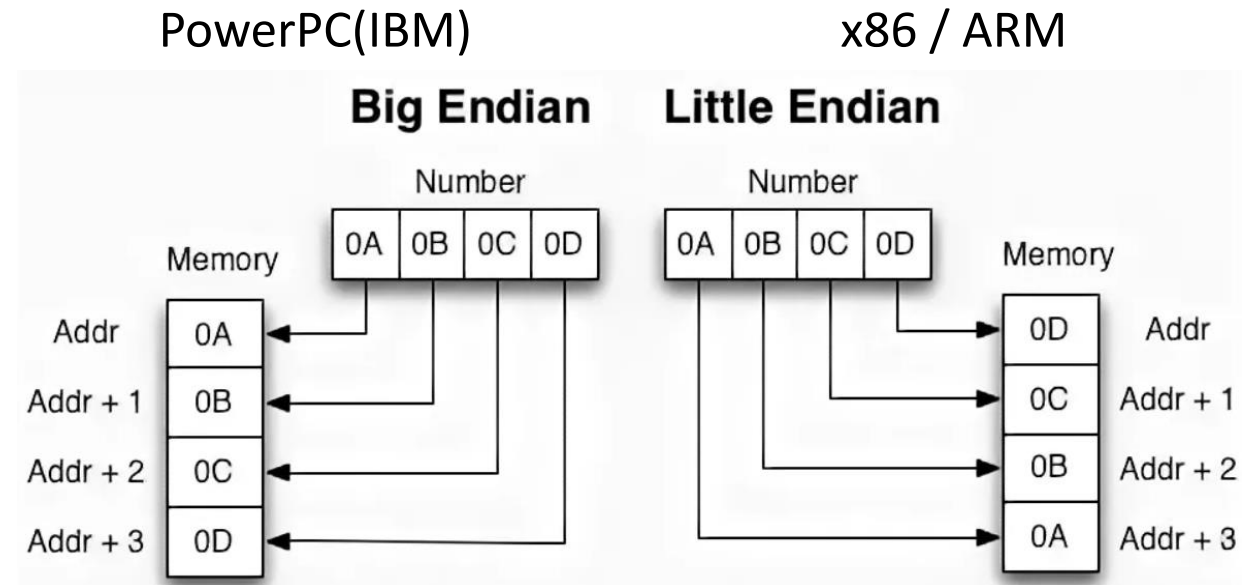 PowerPC(IBM)
x86 / ARM
Big Endian
Little Endian
Number
Number
0A 0B 0C 0D
0A 0B 0C 0D
Memory
Memory
Addr 0A
0D Addr
Addr + 1 0B
0C Addr + 1
Addr + 2 0C
0B Addr + 2
Addr + 3 0D
0A Addr + 3